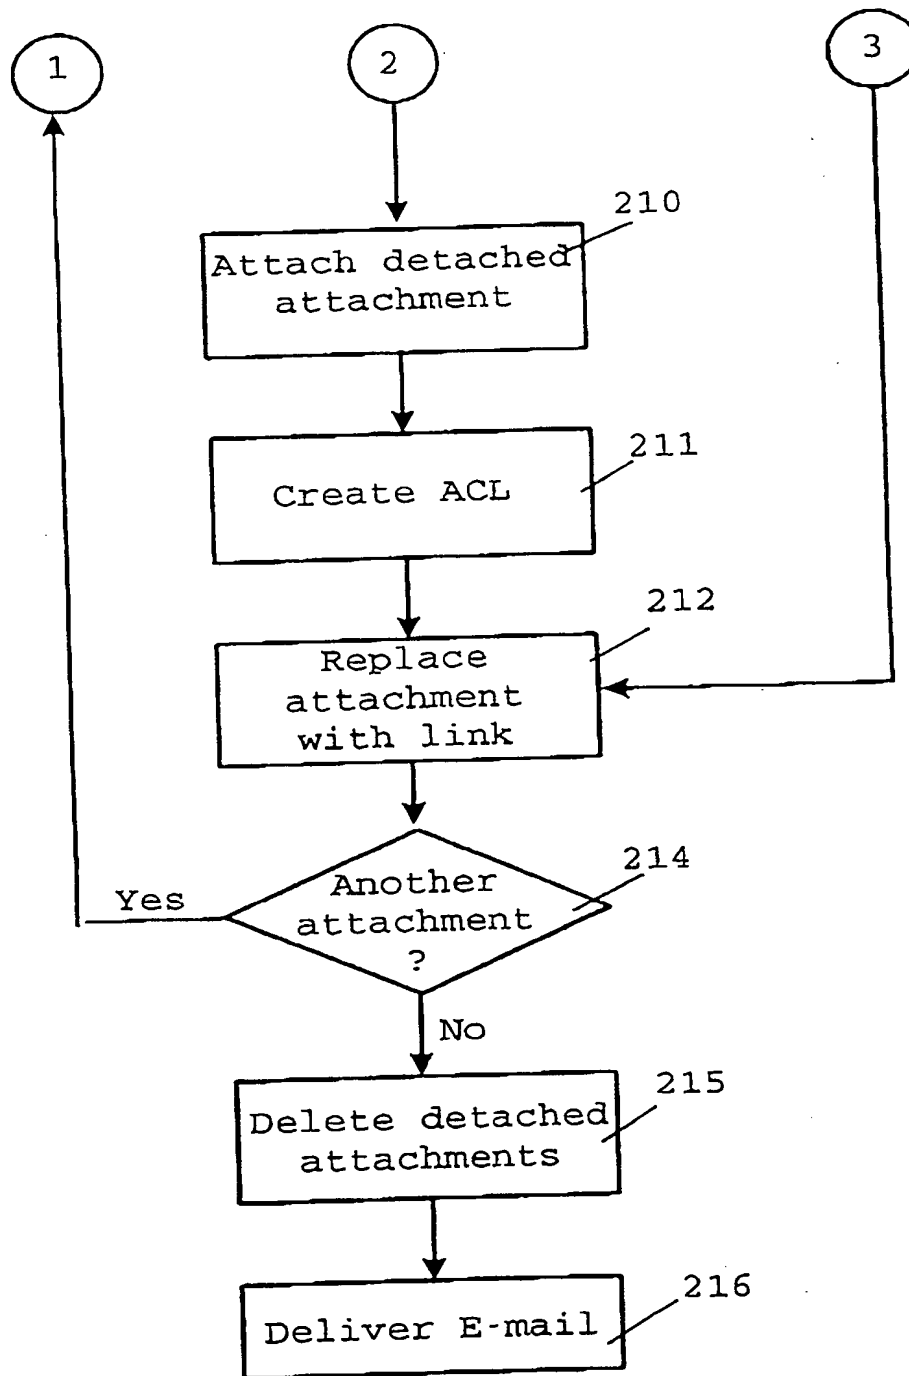 1
2
3
210
Attach detached
attachment
211
Create ACL
212
Replace
attachment
with link
214
Another
attachment
?
Yes
No
215
Delete detached
attachments
216
Deliver E-mail